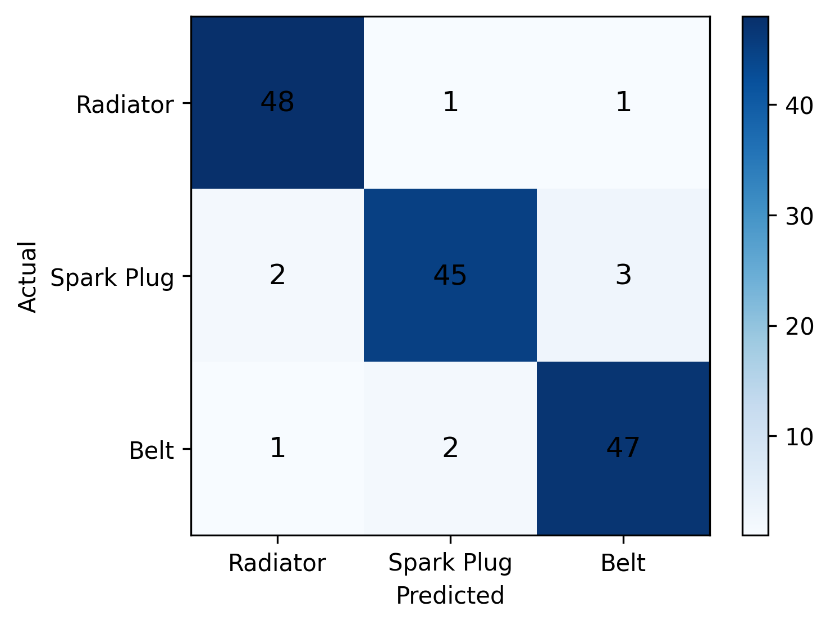 Radiator 48 1 1
Spark Plug 2 45 3
Belt 1 2 47
Radiator Spark Plug Belt
Predicted
Actual
40
30
20
10